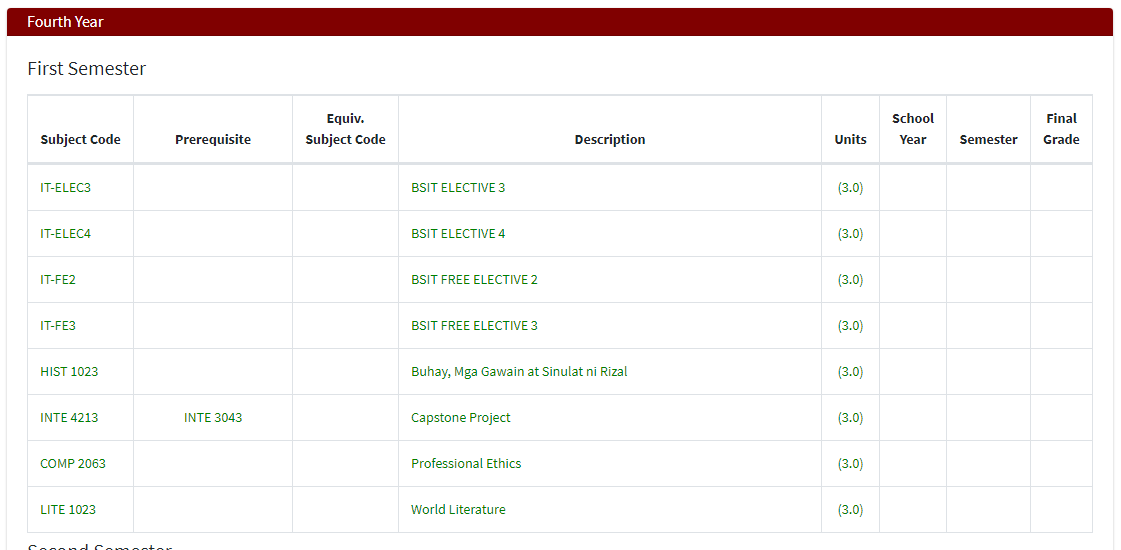 Fourth Year
First Semester
Subject Code Prerequisite Equiv. Subject Code Description Units School Year Semester Final Grade
IT-ELEC3 BSIT ELECTIVE 3 (3.0)
IT-ELEC4 BSIT ELECTIVE 4 (3.0)
IT-FE2 BSIT FREE ELECTIVE 2 (3.0)
IT-FE3 BSIT FREE ELECTIVE 3 (3.0)
HIST 1023 Buhay, Mga Gawain at Sinulat ni Rizal (3.0)
INTE 4213 INTE 3043 Capstone Project (3.0)
COMP 2063 Professional Ethics (3.0)
LITE 1023 World Literature (3.0)
Second Semester